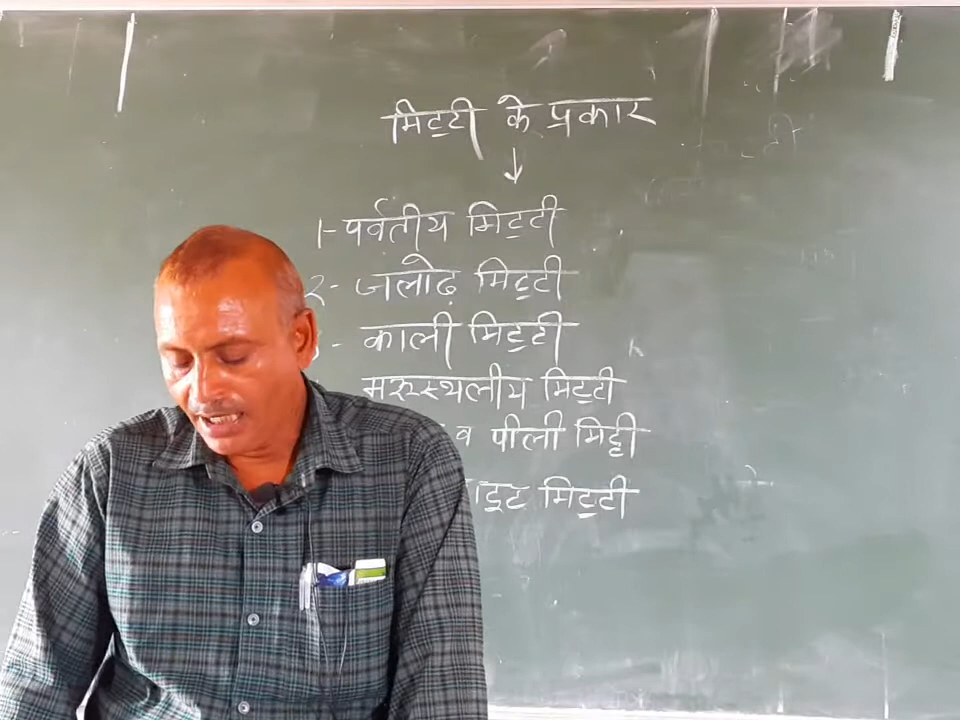 मिट्टी के प्रकार
↓
1- पर्वतीय मिट्टी
2- जलोढ़ मिट्टी
- काली मिट्टी
मरुस्थलीय मिट्टी
व पीली मिट्टी
मिट्टी